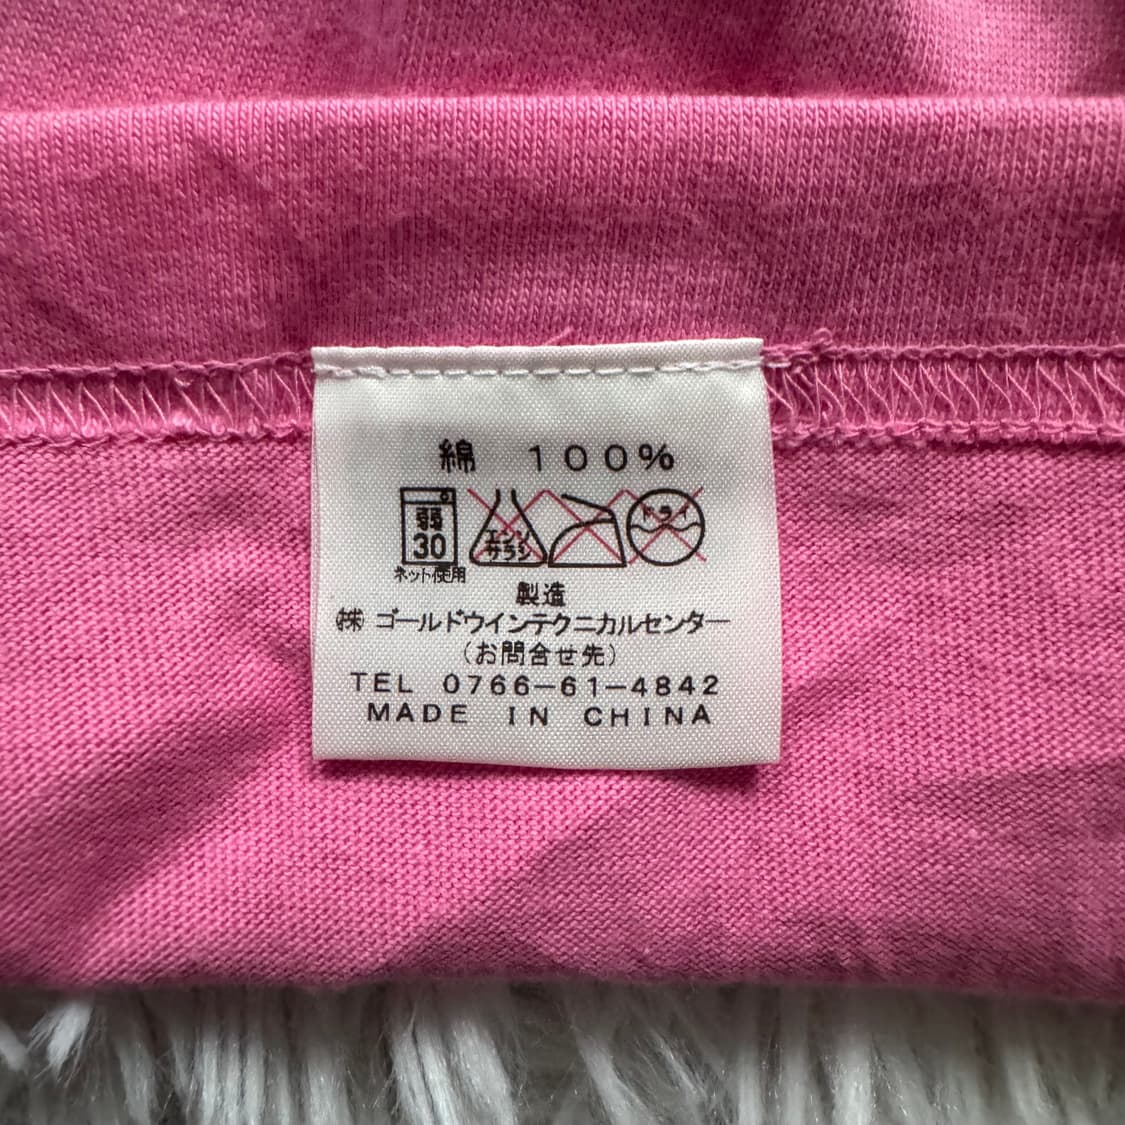 綿 100%
弱
30
エンソ
サラシ
ドライ
ネット使用
製造
㈱ ゴールドウインテクニカルセンター
(お問合せ先)
TEL 0766-61-4842
MADE IN CHINA